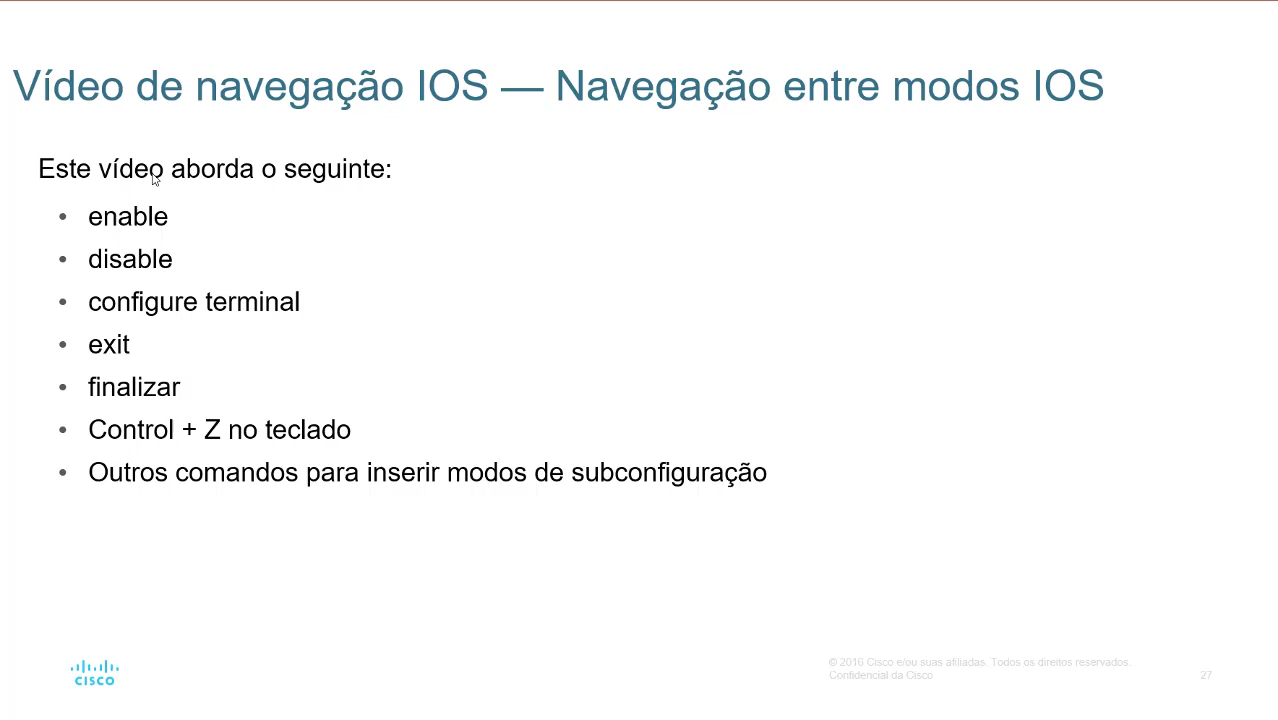 Vídeo de navegação IOS — Navegação entre modos IOS
Este vídeo aborda o seguinte:
• enable
• disable
• configure terminal
• exit
• finalizar
• Control + Z no teclado
• Outros comandos para inserir modos de subconfiguração
© 2016 Cisco e/ou suas afiliadas. Todos os direitos reservados.
Confidencial da Cisco
27
CISCO